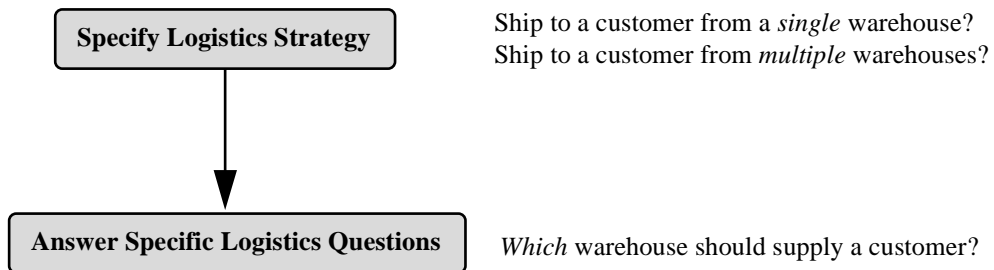 Specify Logistics Strategy
Ship to a customer from a single warehouse?
Ship to a customer from multiple warehouses?
Answer Specific Logistics Questions
Which warehouse should supply a customer?